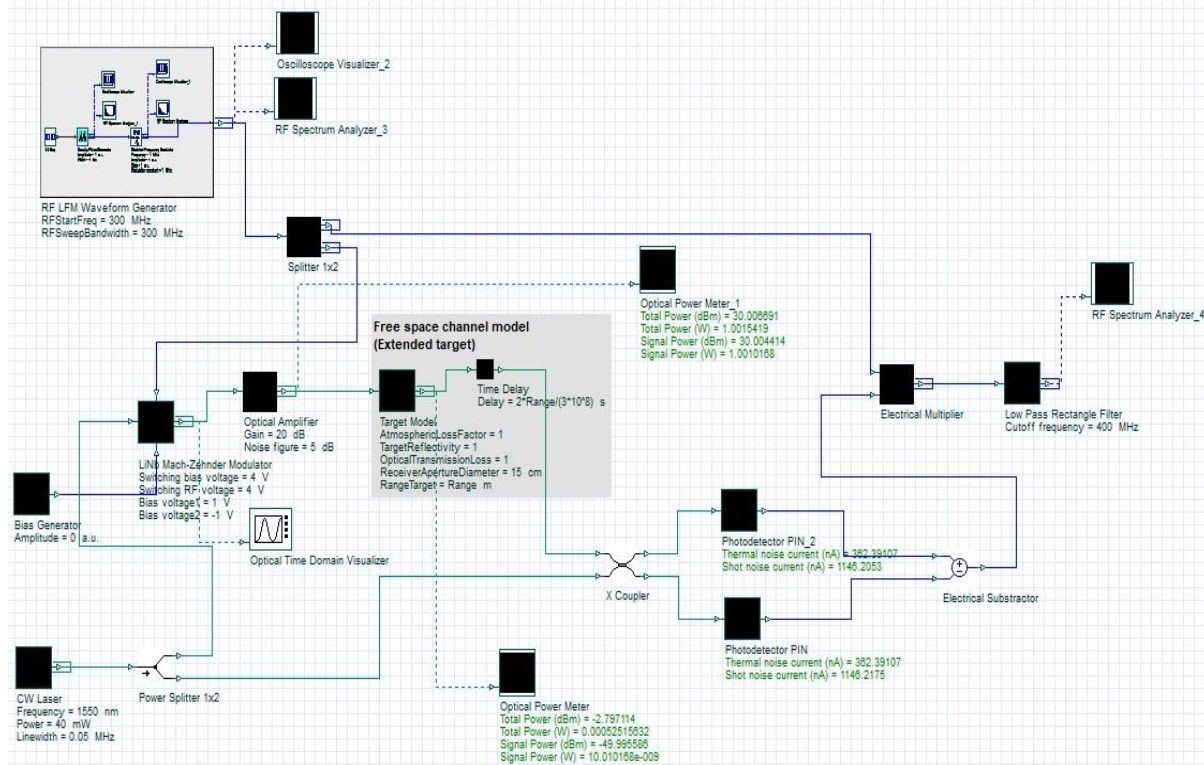 Oscilloscope Visualizer_2
RF Spectrum Analyzer_3
RF LFM Waveform Generator
RFStartFreq = 300 MHz
RFSweepBandwidth = 300 MHz
Splitter 1x2
Optical Power Meter_1
Total Power (dBm) = 30.006691
Total Power (W) = 1.0015419
Signal Power (dBm) = 30.004414
Signal Power (W) = 1.0010168
RF Spectrum Analyzer_4
Free space channel model
(Extended target)
Time Delay
Delay = 2*Range/(3*10^8) s
Optical Amplifier
Gain = 20 dB
Noise figure = 5 dB
Target Model
AtmosphericLossFactor = 1
TargetReflectivity = 1
OpticalTransmissionLoss = 1
ReceiverApertureDiameter = 15 cm
RangeTarget = Range m
Electrical Multiplier
Low Pass Rectangle Filter
Cutoff frequency = 400 MHz
LiNb Mach-Zehnder Modulator
Switching bias voltage = 4 V
Switching RF voltage = 4 V
Bias voltage1 = 1 V
Bias voltage2 = -1 V
Bias Generator
Amplitude = 0 a.u.
Optical Time Domain Visualizer
Photodetector PIN_2
Thermal noise current (nA) = 362.39107
Shot noise current (nA) = 1146.2053
X Coupler
Electrical Substractor
Photodetector PIN
Thermal noise current (nA) = 362.39107
Shot noise current (nA) = 1146.2175
CW Laser
Frequency = 1550 nm
Power = 40 mW
Linewidth = 0.05 MHz
Power Splitter 1x2
Optical Power Meter
Total Power (dBm) = -2.797114
Total Power (W) = 0.00052515632
Signal Power (dBm) = -49.995586
Signal Power (W) = 10.010168e-009